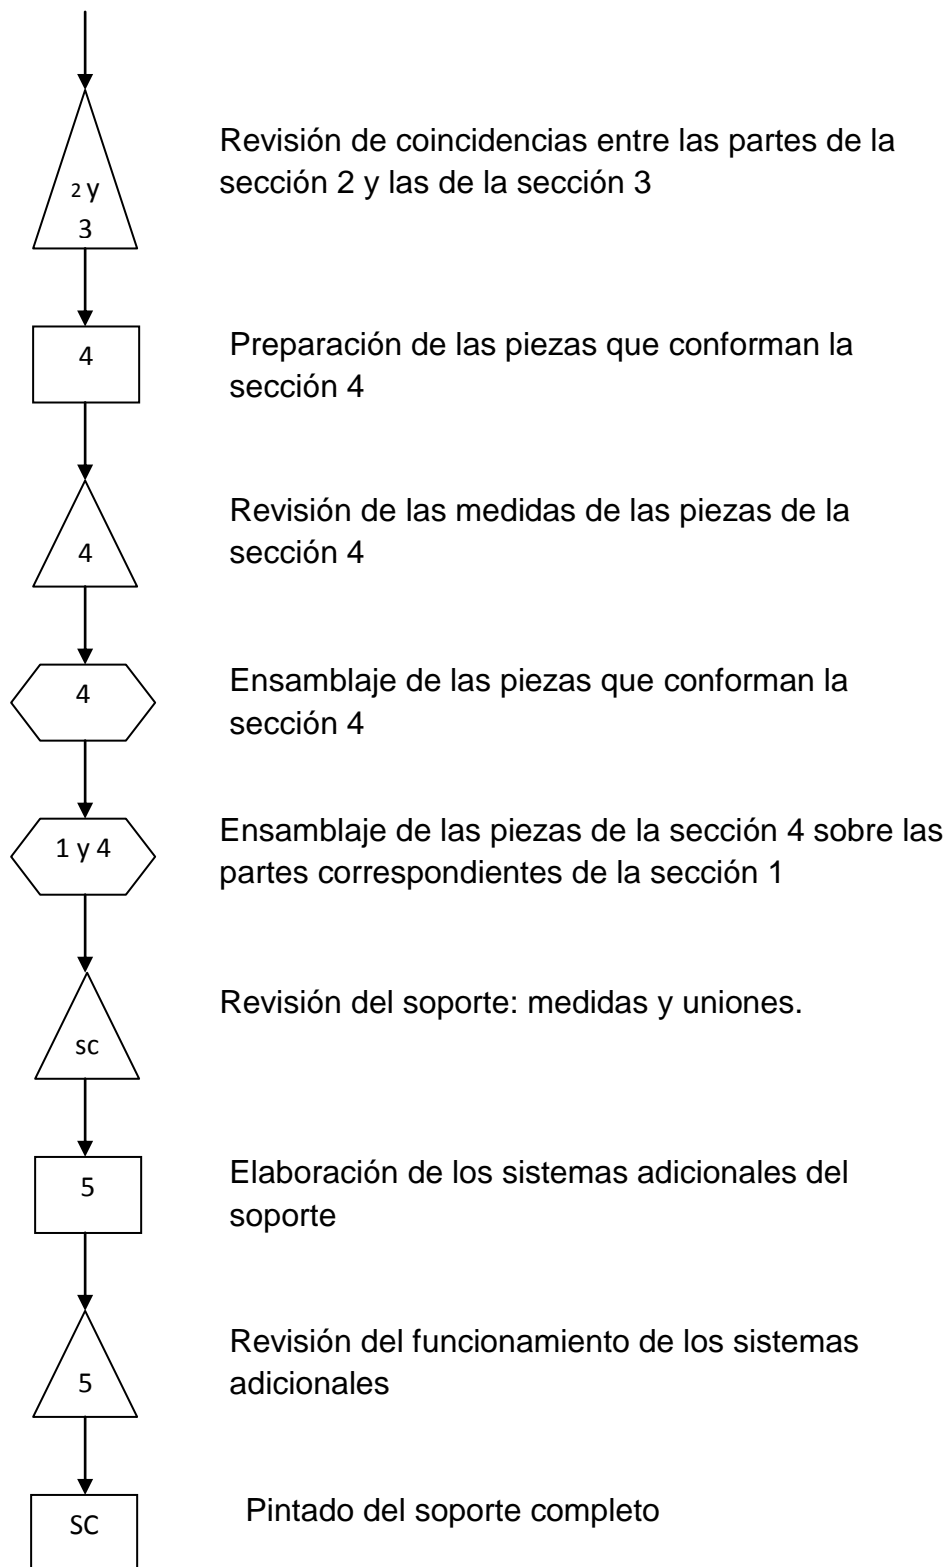 Revisión de coincidencias entre las partes de la
sección 2 y las de la sección 3
2 y
3
Preparación de las piezas que conforman la
sección 4
4
Revisión de las medidas de las piezas de la
sección 4
4
Ensamblaje de las piezas que conforman la
sección 4
4
Ensamblaje de las piezas de la sección 4 sobre las
partes correspondientes de la sección 1
1 y 4
Revisión del soporte: medidas y uniones.
sc
Elaboración de los sistemas adicionales del
soporte
5
Revisión del funcionamiento de los sistemas
adicionales
5
Pintado del soporte completo
SC